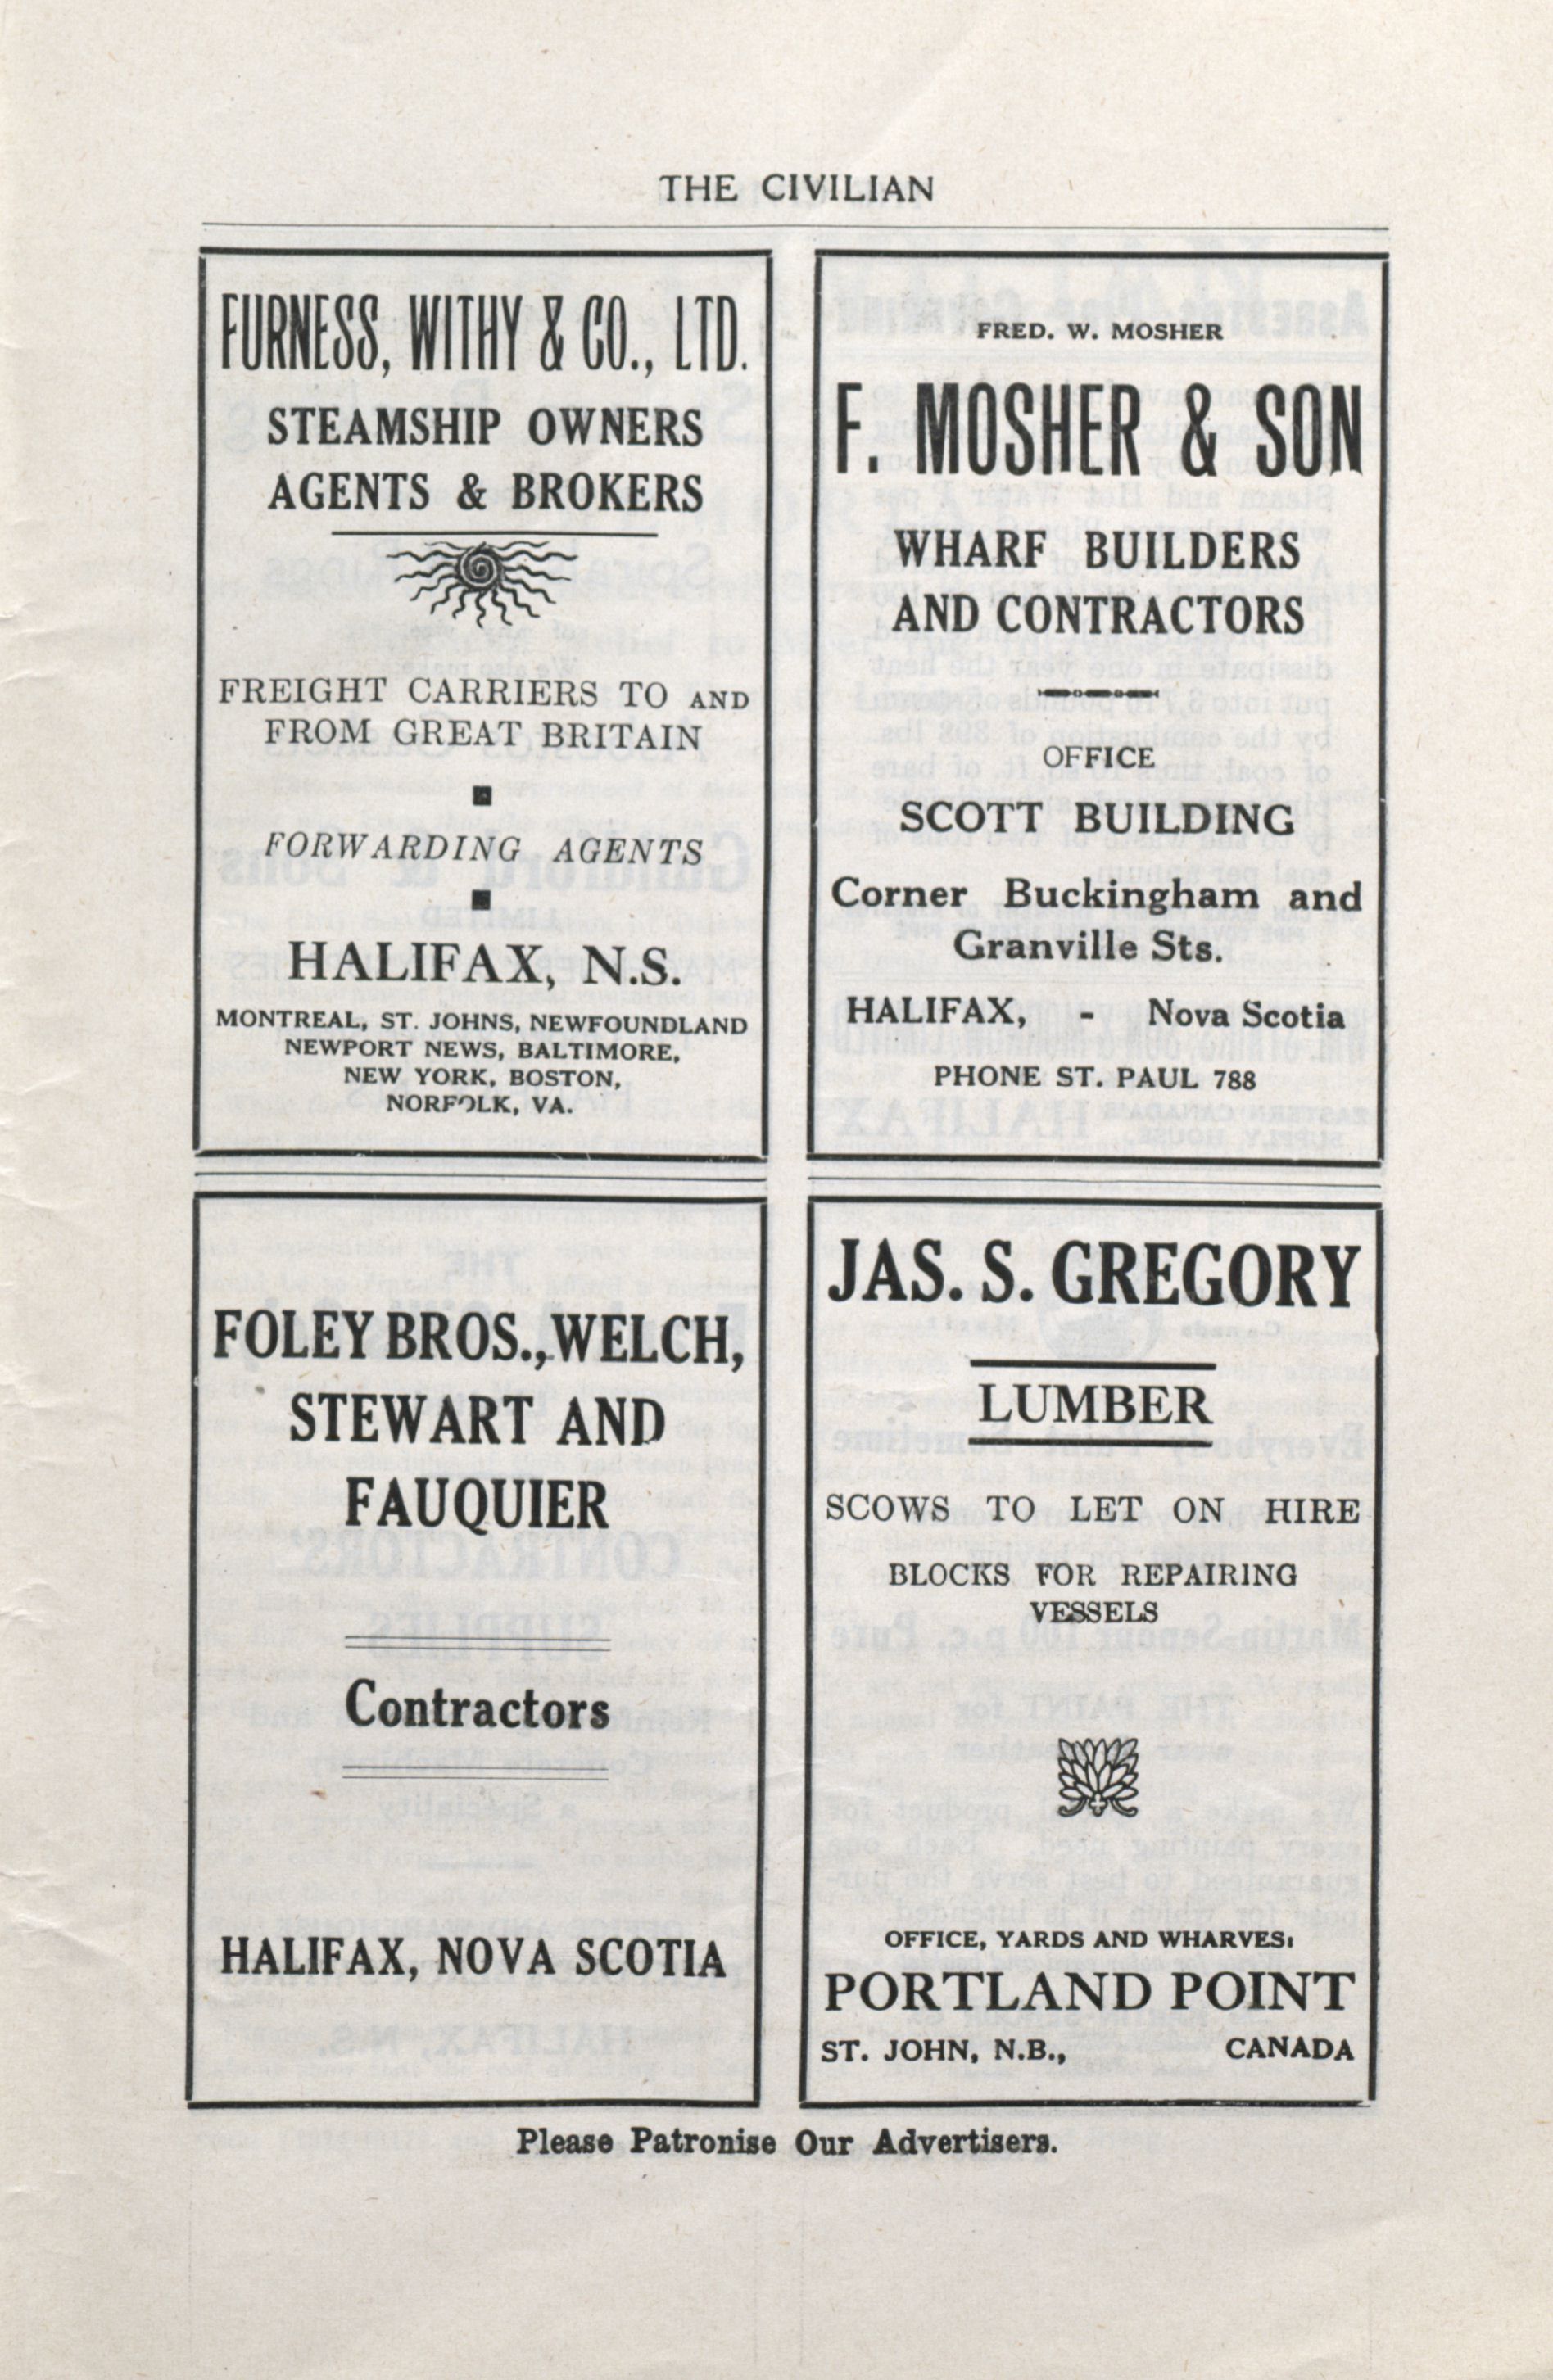 THE CIVILIAN
FURNESS, WITHY & CO., LTD.
STEAMSHIP OWNERS
AGENTS & BROKERS
FREIGHT CARRIERS TO AND
FROM GREAT BRITAIN
FORWARDING AGENTS
HALIFAX, N.S.
MONTREAL, ST. JOHNS, NEWFOUNDLAND
NEWPORT NEWS, BALTIMORE,
NEW YORK, BOSTON,
NORFOLK, VA.
FRED. W. MOSHER
F. MOSHER & SON
WHARF BUILDERS
AND CONTRACTORS
OFFICE
SCOTT BUILDING
Corner Buckingham and
Granville Sts.
HALIFAX, - Nova Scotia
PHONE ST. PAUL 788
FOLEY BROS., WELCH,
STEWART AND
FAUQUIER
Contractors
HALIFAX, NOVA SCOTIA
JAS. S. GREGORY
LUMBER
SCOWS TO LET ON HIRE
BLOCKS FOR REPAIRING
VESSELS
OFFICE, YARDS AND WHARVES:
PORTLAND POINT
ST. JOHN, N.B., CANADA
Please Patronise Our Advertisers.